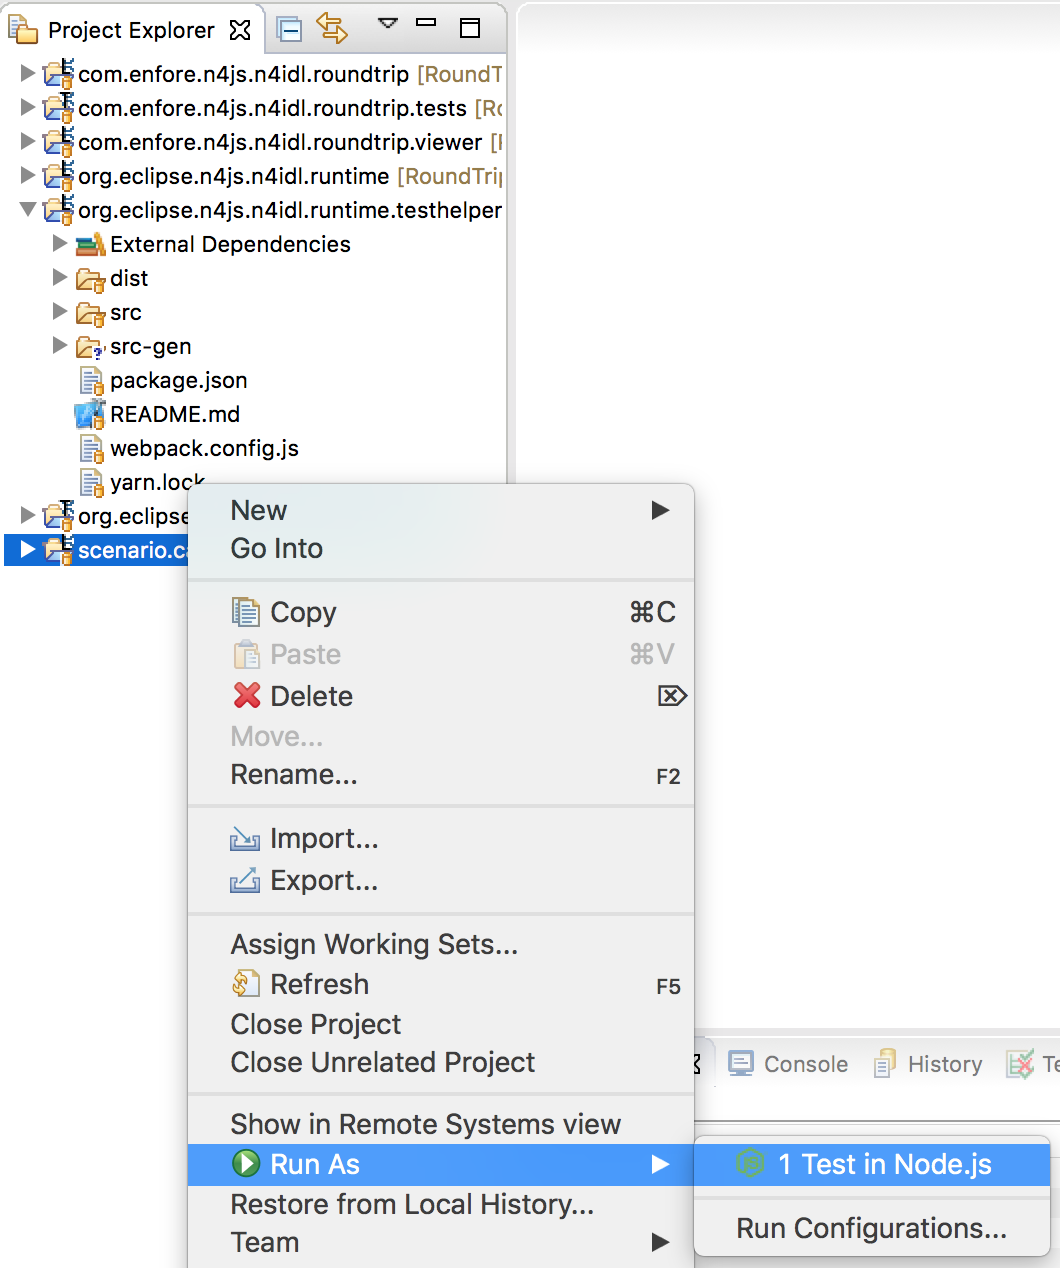 Project Explorer
com.enfore.n4js.n4idl.roundtrip [RoundT
com.enfore.n4js.n4idl.roundtrip.tests [Ro
com.enfore.n4js.n4idl.roundtrip.viewer [
org.eclipse.n4js.n4idl.runtime [RoundTrip
org.eclipse.n4js.n4idl.runtime.testhelper
External Dependencies
dist
src
src-gen
package.json
README.md
webpack.config.js
yarn.lock
org.eclipse
scenario.ca
New
Go Into
Copy ⌘C
Paste ⌘V
Delete ⌦
Move...
Rename... F2
Import...
Export...
Assign Working Sets...
Refresh F5
Close Project
Close Unrelated Project
Console History Te
Show in Remote Systems view
Run As
1 Test in Node.js
Restore from Local History...
Run Configurations...
Team